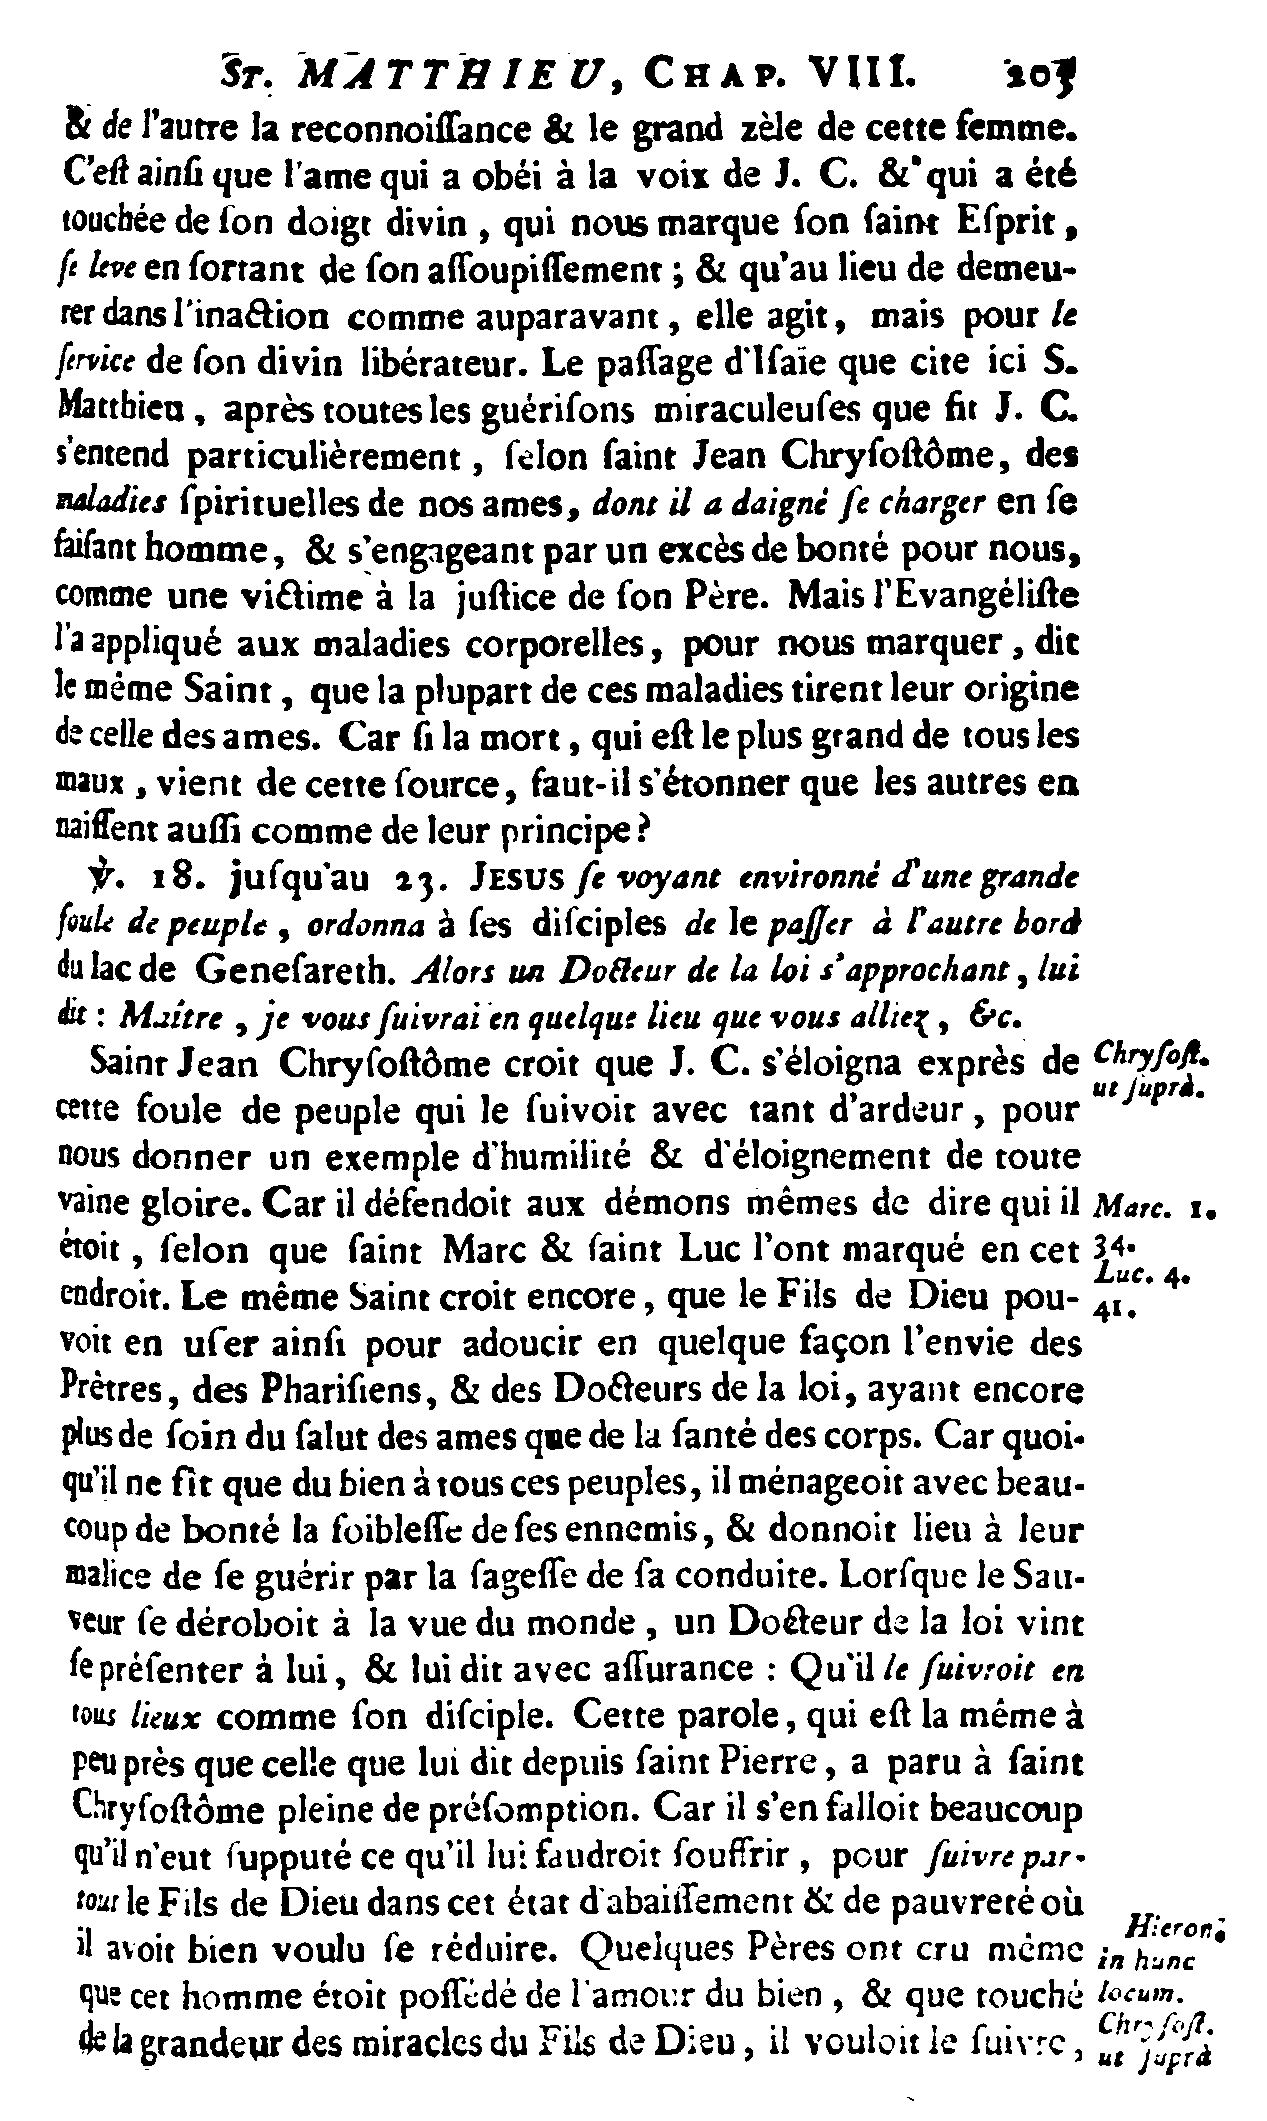 ST. MATTHIEU, CHAP. VIII. 205
& de l'autre la reconnoiſſance & le grand zèle de cette femme.
C'eſt ainſi que l'ame qui a obéi à la voix de J. C. & qui a été
touchée de ſon doigt divin, qui nous marque ſon ſaint Eſprit,
ſe leve en ſortant de ſon aſſoupiſſement; & qu'au lieu de demeu-
rer dans l'inaction comme auparavant, elle agit, mais pour le
ſervice de ſon divin libérateur. Le paſſage d'Iſaïe que cite ici S.
Matthieu, après toutes les guériſons miraculeuſes que fit J. C.
s'entend particulièrement, ſelon ſaint Jean Chryſoſtôme, des
maladies ſpirituelles de nos ames, dont il a daigné ſe charger en ſe
faiſant homme, & s'engageant par un excès de bonté pour nous,
comme une victime à la juſtice de ſon Père. Mais l'Evangéliſte
l'a appliqué aux maladies corporelles, pour nous marquer, dit
le même Saint, que la plupart de ces maladies tirent leur origine
de celle des ames. Car ſi la mort, qui eſt le plus grand de tous les
maux, vient de cette ſource, faut-il s'étonner que les autres en
naiſſent auſſi comme de leur principe?
℣. 18. juſqu'au 23. JESUS ſe voyant environné d'une grande
foule de peuple, ordonna à ſes diſciples de le paſſer à l'autre bord
du lac de Geneſareth. Alors un Docteur de la loi s'approchant, lui
dit: Maître, je vous ſuivrai en quelque lieu que vous alliez, &c.
Saint Jean Chryſoſtôme croit que J. C. s'éloigna exprès de
Chryſoſt.
ut ſuprà.
cette foule de peuple qui le ſuivoit avec tant d'ardeur, pour
nous donner un exemple d'humilité & d'éloignement de toute
vaine gloire. Car il défendoit aux démons mêmes de dire qui il
Marc. 1.
34.
Luc. 4.
41.
étoit, ſelon que ſaint Marc & ſaint Luc l'ont marqué en cet
endroit. Le même Saint croit encore, que le Fils de Dieu pou-
voit en uſer ainſi pour adoucir en quelque façon l'envie des
Prêtres, des Phariſiens, & des Docteurs de la loi, ayant encore
plus de ſoin du ſalut des ames que de la ſanté des corps. Car quoi-
qu'il ne fît que du bien à tous ces peuples, il ménageoit avec beau-
coup de bonté la foibleſſe de ſes ennemis, & donnoit lieu à leur
malice de ſe guérir par la ſageſſe de ſa conduite. Lorſque le Sau-
veur ſe déroboit à la vue du monde, un Docteur de la loi vint
ſe préſenter à lui, & lui dit avec aſſurance: Qu'il le ſuivroit en
tous lieux comme ſon diſciple. Cette parole, qui eſt la même à
peu près que celle que lui dit depuis ſaint Pierre, a paru à ſaint
Chryſoſtôme pleine de préſomption. Car il s'en falloit beaucoup
qu'il n'eut ſupputé ce qu'il lui faudroit ſouffrir, pour ſuivre par-
tout le Fils de Dieu dans cet état d'abaiſſement & de pauvreté où
il avoit bien voulu ſe réduire. Quelques Pères ont cru même
Hieron.
in hunc
locum.
Chryſoſt.
ut ſuprà
que cet homme étoit poſſédé de l'amour du bien, & que touché
de la grandeur des miracles du Fils de Dieu, il vouloit le ſuivre,